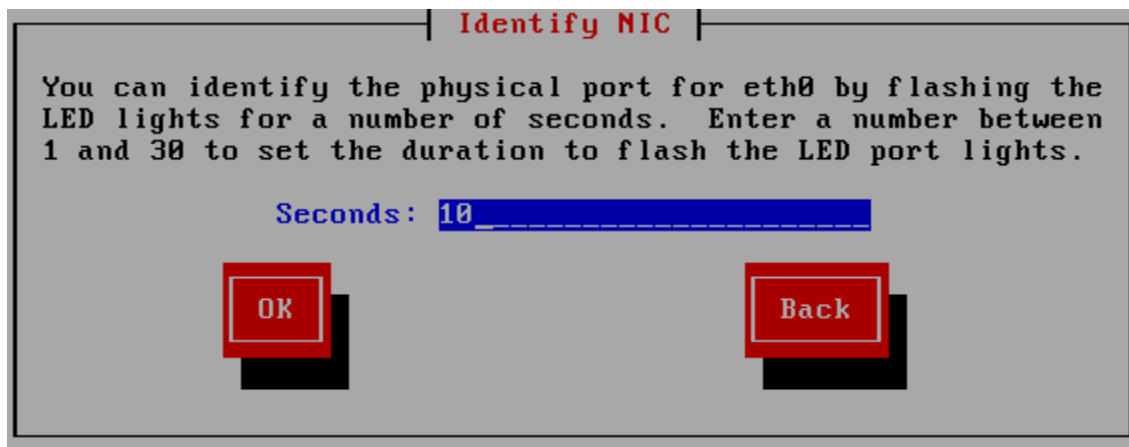 Identify NIC
You can identify the physical port for eth0 by flashing the
LED lights for a number of seconds.  Enter a number between
1 and 30 to set the duration to flash the LED port lights.
Seconds: 10____________________
OK
Back